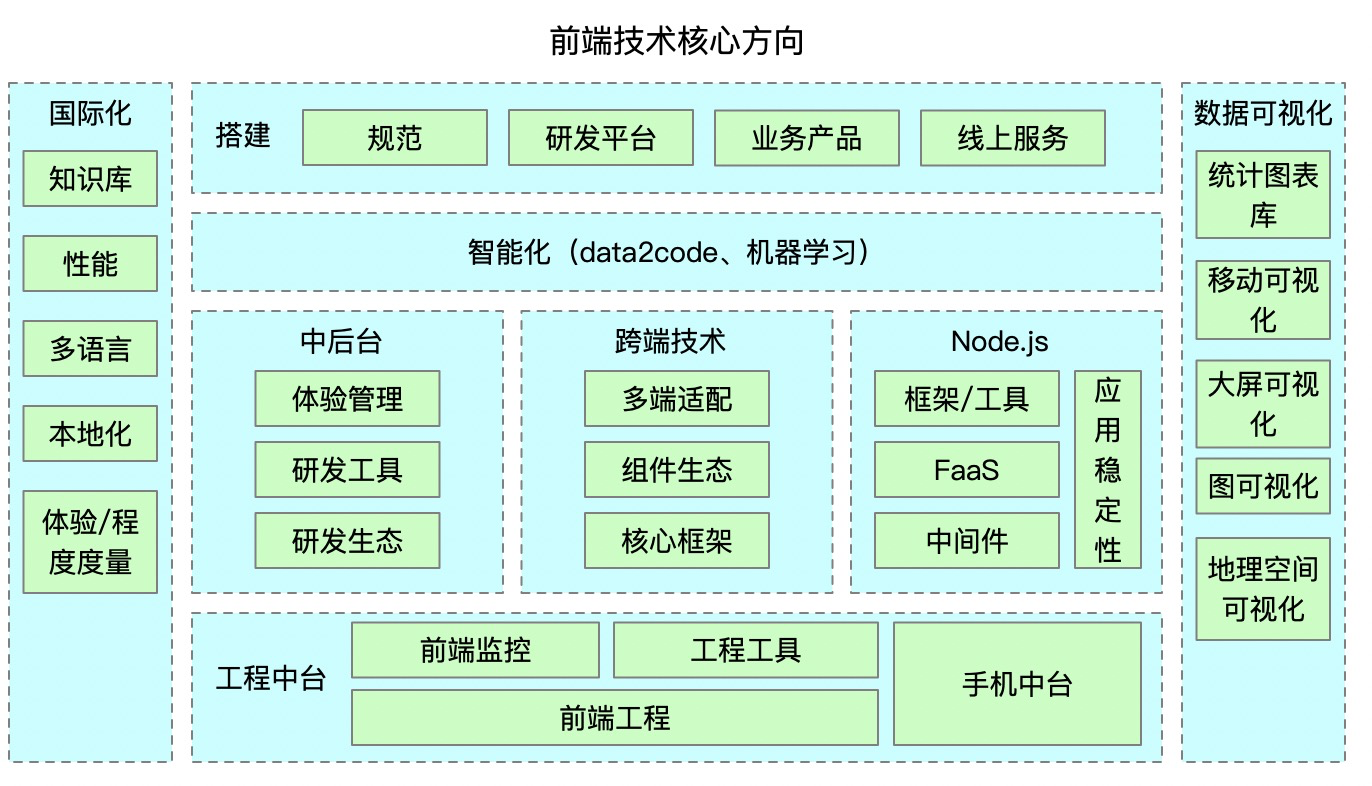 前端技术核心方向
国际化
知识库
性能
多语言
本地化
体验/程
度度量
搭建
规范
研发平台
业务产品
线上服务
智能化（data2code、机器学习）
中后台
体验管理
研发工具
研发生态
跨端技术
多端适配
组件生态
核心框架
Node.js
框架/工具
FaaS
中间件
应
用
稳
定
性
工程中台
前端监控
工程工具
前端工程
手机中台
数据可视化
统计图表
库
移动可视
化
大屏可视
化
图可视化
地理空间
可视化